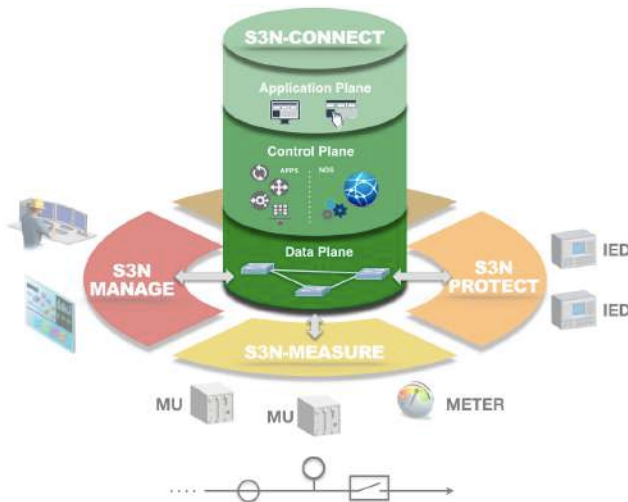 S3N-CONNECT
Application Plane
Control Plane
APPS
NOS
Data Plane
S3N
MANAGE
S3N
PROTECT
IED
IED
S3N-MEASURE
MU
MU
METER